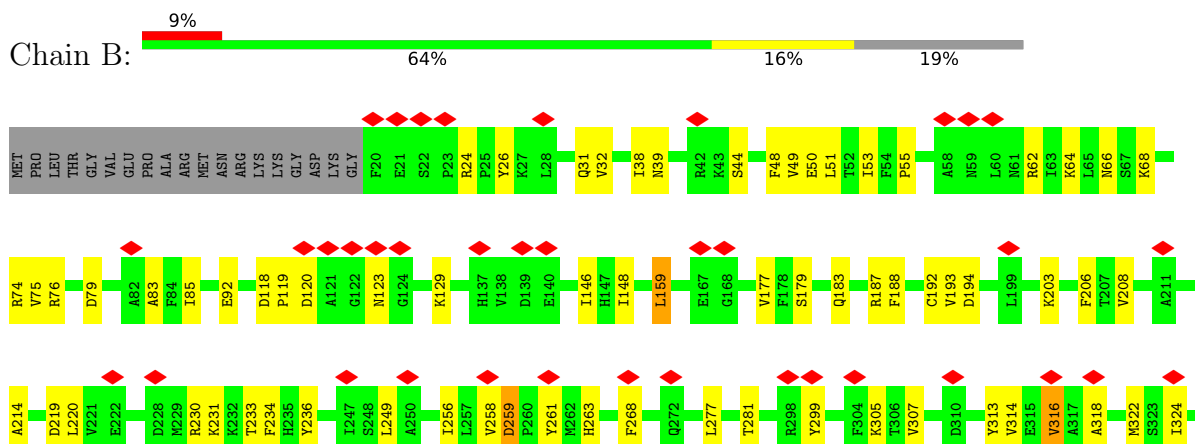 9%
Chain B:
64% 16% 19%
MET PRO LEU THR GLY VAL GLU PRO ALA ARG MET ASN ARG LYS LYS GLY ASP LYS GLY F20 E21 S22 P23 R24 P25 Y26 K27 L28 Q31 V32 I38 N39 R42 K43 S44 F48 V49 E50 L51 T52 I53 F54 P55 A58 N59 L60 N61 R62 I63 K64 L65 N66 S67 K68
R74 V75 R76 D79 A82 A83 F84 I85 E92 D118 P119 D120 A121 G122 N123 G124 K129 H137 V138 D139 E140 I146 H147 I148 L159 E167 G168 V177 F178 S179 Q183 R187 F188 C192 V193 D194 L199 K203 F206 T207 V208 A211
A214 D219 L220 V221 E222 D228 M229 R230 K231 K232 T233 F234 H235 Y236 I247 S248 L249 A250 I256 L257 V258 D259 P260 Y261 M262 H263 F268 Q272 L277 T281 R298 Y299 F304 K305 T306 V307 D310 Y313 V314 E315 V316 A317 A318 M322 S323 I324